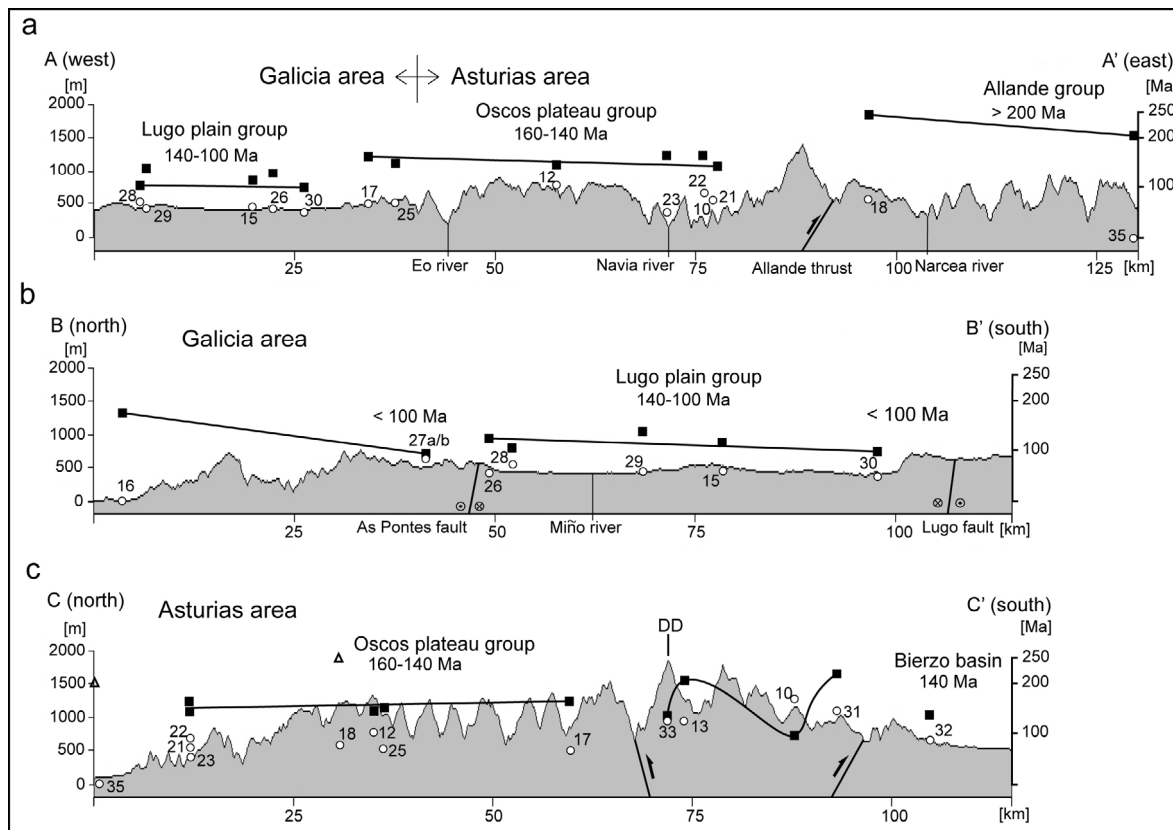 a
A (west)
A' (east)
[m]
Galicia area
Asturias area
[Ma]
Allande group
> 200 Ma
Oscos plateau group
160-140 Ma
Lugo plain group
140-100 Ma
2000
1500
1000
500
0
250
200
100
0
28
29
15
26
30
17
25
12
23
22
10
21
18
35
25
50
75
100
125
[km]
Eo river
Navia river
Allande thrust
Narcea river
b
B (north)
B' (south)
[m]
Galicia area
[Ma]
Lugo plain group
140-100 Ma
< 100 Ma
< 100 Ma
2000
1500
1000
500
0
250
200
100
0
16
27a/b
28
26
29
15
30
25
50
75
100
[km]
As Pontes fault
Miño river
Lugo fault
c
C (north)
C' (south)
[m]
Asturias area
[Ma]
DD
Oscos plateau group
160-140 Ma
Bierzo basin
140 Ma
2000
1500
1000
500
0
250
200
100
0
22
21
23
35
18
12
25
17
33
13
10
31
32
25
50
75
100
[km]